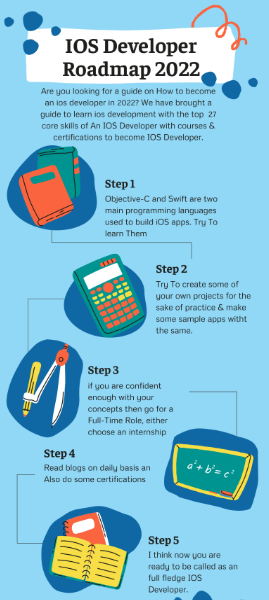 IOS Developer
Roadmap 2022
Are you looking for a guide on How to become
an ios developer in 2022? We have brought a
guide to learn ios development with the top 27
core skills of An IOS Developer with courses &
certifications to become IOS Developer.
Step 1
Objective-C and Swift are two
main programming languages
used to build iOS apps. Try To
learn Them
Step 2
Try To create some of
your own projects for the
sake of practice & make
some sample apps witht
the same.
Step 3
if you are confident
enough with your
concepts then go for a
Full-Time Role, either
choose an internship
a² + b² = c²
Step 4
Read blogs on daily basis an
Also do some certifications
Step 5
I think now you are
ready to be called as an
full fledge IOS
Developer.